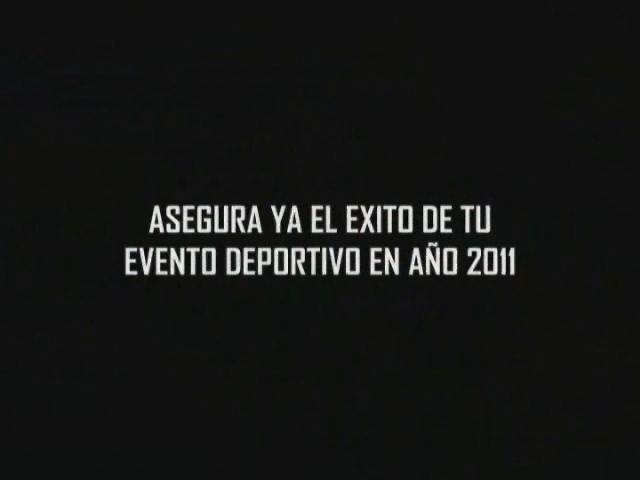 ASEGURA YA EL EXITO DE TU
EVENTO DEPORTIVO EN AÑO 2011